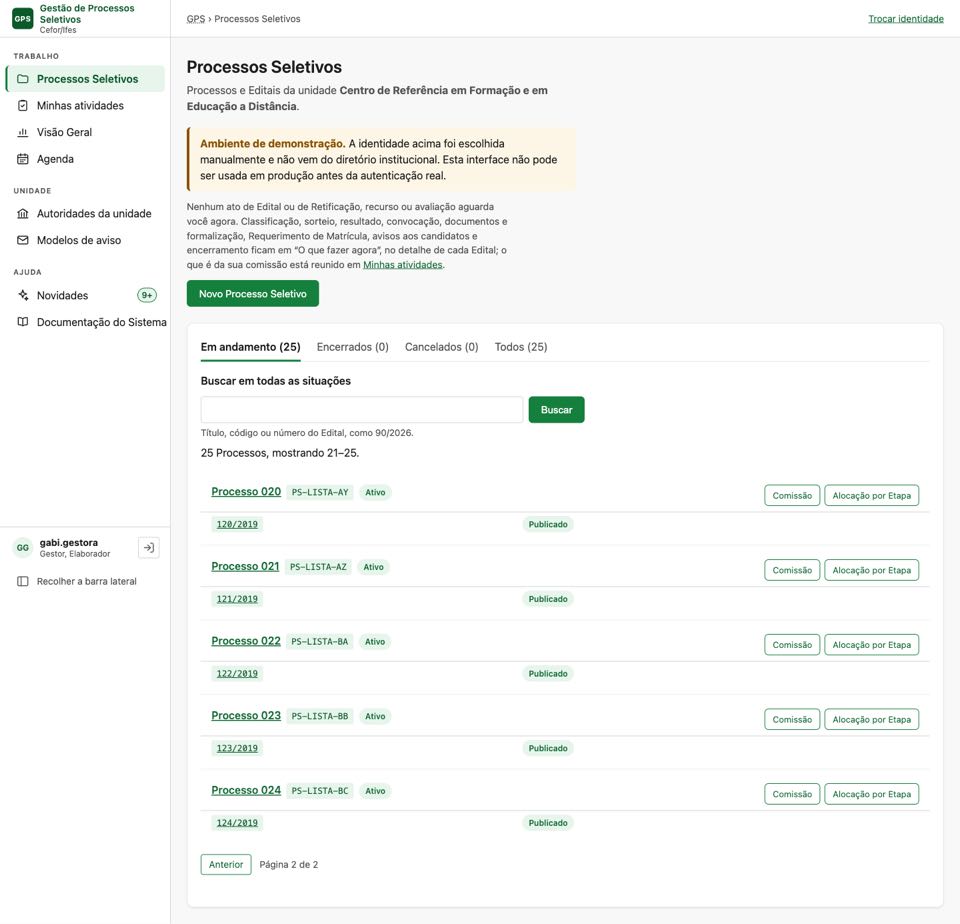 GPS
Gestão de Processos
Seletivos
Cefor/Ifes
GPS › Processos Seletivos
Trocar identidade
TRABALHO
Processos Seletivos
Minhas atividades
Visão Geral
Agenda
UNIDADE
Autoridades da unidade
Modelos de aviso
AJUDA
Novidades 9+
Documentação do Sistema
GG
gabi.gestora
Gestor, Elaborador
Recolher a barra lateral
Processos Seletivos
Processos e Editais da unidade Centro de Referência em Formação e em
Educação a Distância.
Ambiente de demonstração. A identidade acima foi escolhida
manualmente e não vem do diretório institucional. Esta interface não pode
ser usada em produção antes da autenticação real.
Nenhum ato de Edital ou de Retificação, recurso ou avaliação aguarda
você agora. Classificação, sorteio, resultado, convocação, documentos e
formalização, Requerimento de Matrícula, avisos aos candidatos e
encerramento ficam em “O que fazer agora”, no detalhe de cada Edital; o
que é da sua comissão está reunido em Minhas atividades.
Novo Processo Seletivo
Em andamento (25) Encerrados (0) Cancelados (0) Todos (25)
Buscar em todas as situações
Buscar
Título, código ou número do Edital, como 90/2026.
25 Processos, mostrando 21–25.
Processo 020 PS-LISTA-AY Ativo Comissão Alocação por Etapa
120/2019 Publicado
Processo 021 PS-LISTA-AZ Ativo Comissão Alocação por Etapa
121/2019 Publicado
Processo 022 PS-LISTA-BA Ativo Comissão Alocação por Etapa
122/2019 Publicado
Processo 023 PS-LISTA-BB Ativo Comissão Alocação por Etapa
123/2019 Publicado
Processo 024 PS-LISTA-BC Ativo Comissão Alocação por Etapa
124/2019 Publicado
Anterior Página 2 de 2